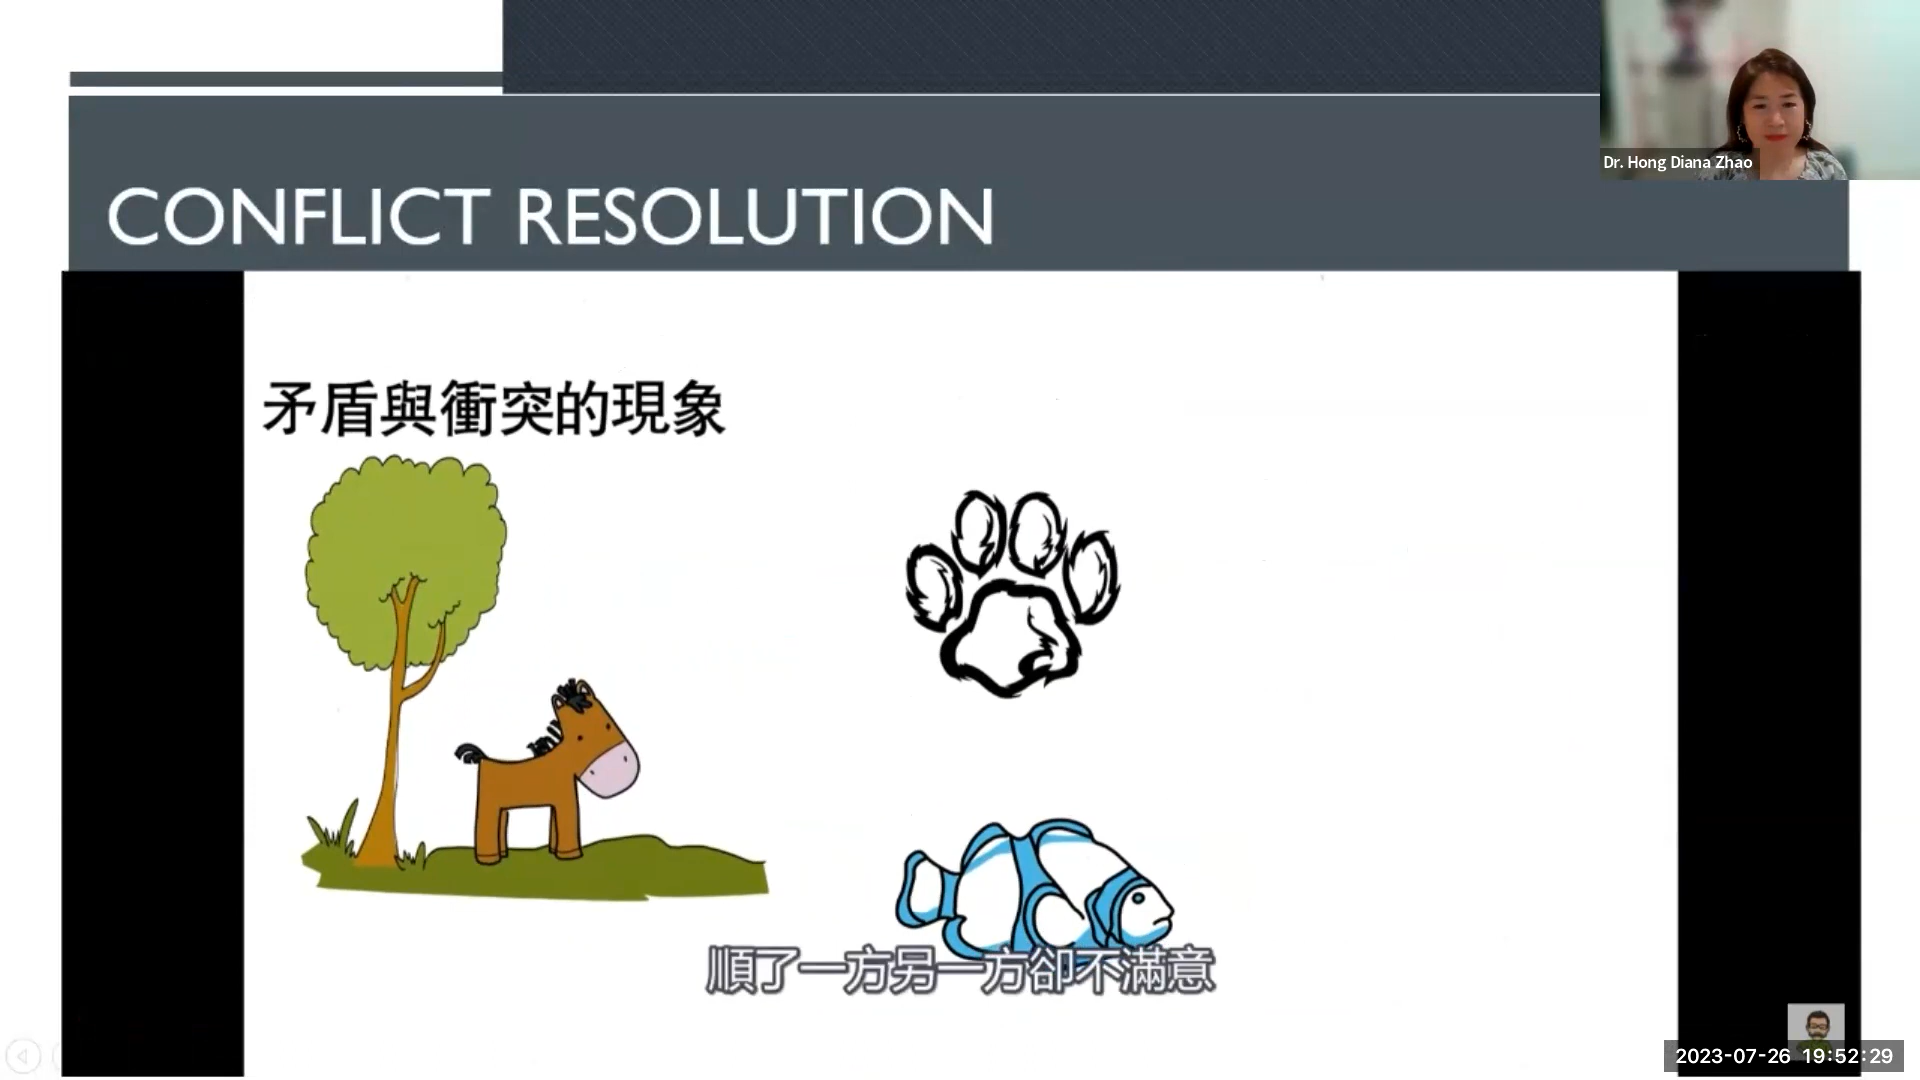 Dr. Hong Diana Zhao
CONFLICT RESOLUTION
矛盾與衝突的現象
順了一方另一方卻不滿意
2023-07-26 19:52:29